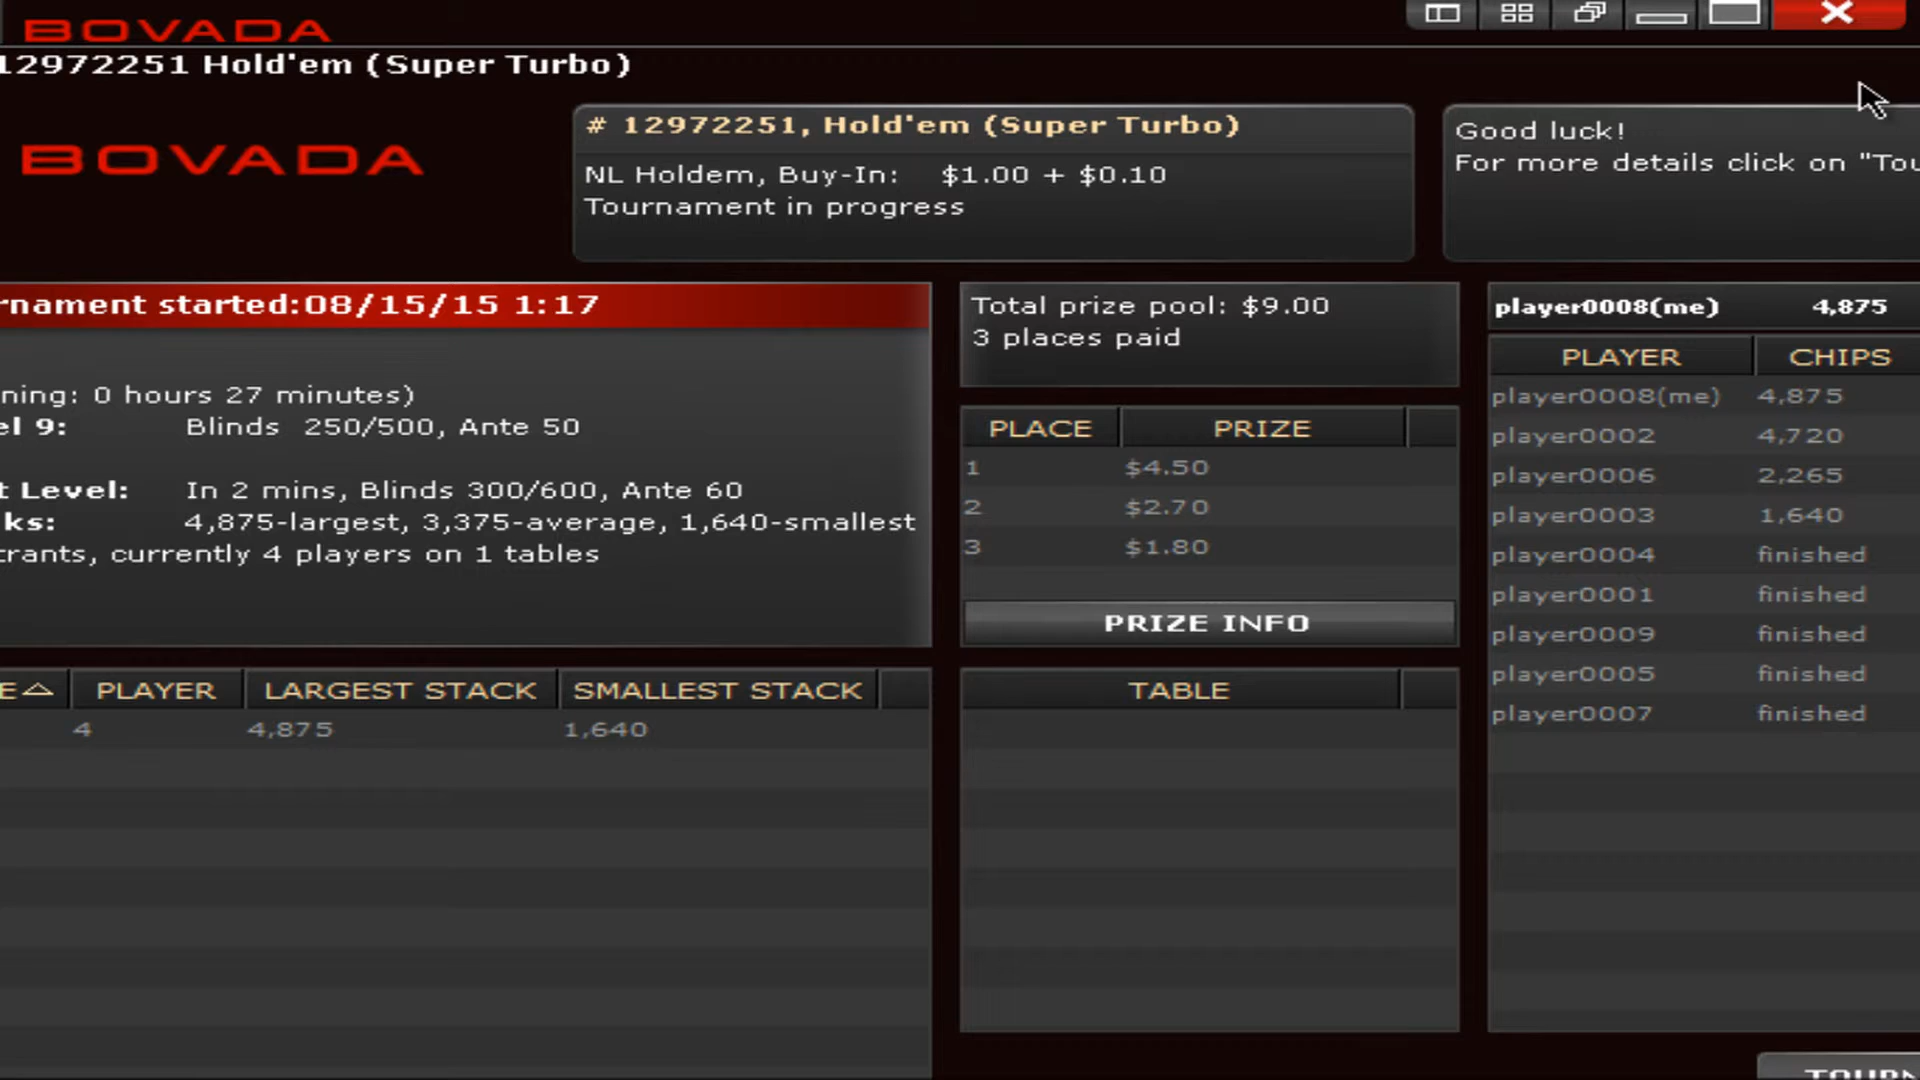 BOVADA
12972251 Hold'em (Super Turbo)
BOVADA
# 12972251, Hold'em (Super Turbo)
NL Holdem, Buy-In: $1.00 + $0.10
Tournament in progress
Good luck!
For more details click on "Tou
rnament started:08/15/15 1:17
ning: 0 hours 27 minutes)
el 9: Blinds 250/500, Ante 50
t Level: In 2 mins, Blinds 300/600, Ante 60
ks: 4,875-largest, 3,375-average, 1,640-smallest
trants, currently 4 players on 1 tables
Total prize pool: $9.00
3 places paid
PLACE PRIZE
1 $4.50
2 $2.70
3 $1.80
PRIZE INFO
player0008(me) 4,875
PLAYER CHIPS
player0008(me) 4,875
player0002 4,720
player0006 2,265
player0003 1,640
player0004 finished
player0001 finished
player0009 finished
player0005 finished
player0007 finished
E PLAYER LARGEST STACK SMALLEST STACK
4 4,875 1,640
TABLE
TOURN